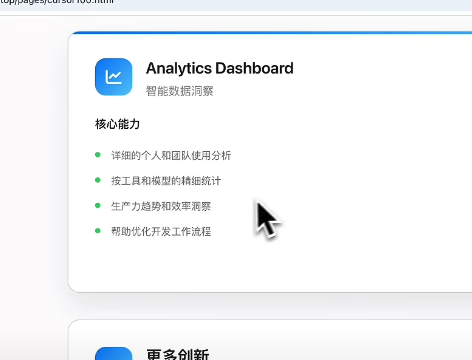 top/pages/cursor100.html
Analytics Dashboard
智能数据洞察
核心能力
详细的个人和团队使用分析
按工具和模型的精细统计
生产力趋势和效率洞察
帮助优化开发工作流程
更多创新